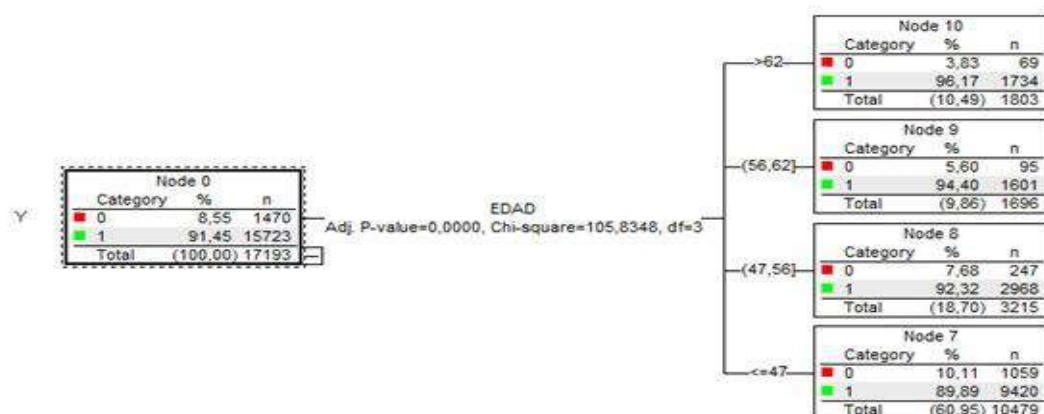 Y
Node 0
Category % n
0 8,55 1470
1 91,45 15723
Total (100,00) 17193
EDAD
Adj. P-value=0,0000, Chi-square=105,8348, df=3
>62
Node 10
Category % n
0 3,83 69
1 96,17 1734
Total (10,49) 1803
(56,62]
Node 9
Category % n
0 5,60 95
1 94,40 1601
Total (9,86) 1696
(47,56]
Node 8
Category % n
0 7,68 247
1 92,32 2968
Total (18,70) 3215
<=47
Node 7
Category % n
0 10,11 1059
1 89,89 9420
Total (60,95) 10479